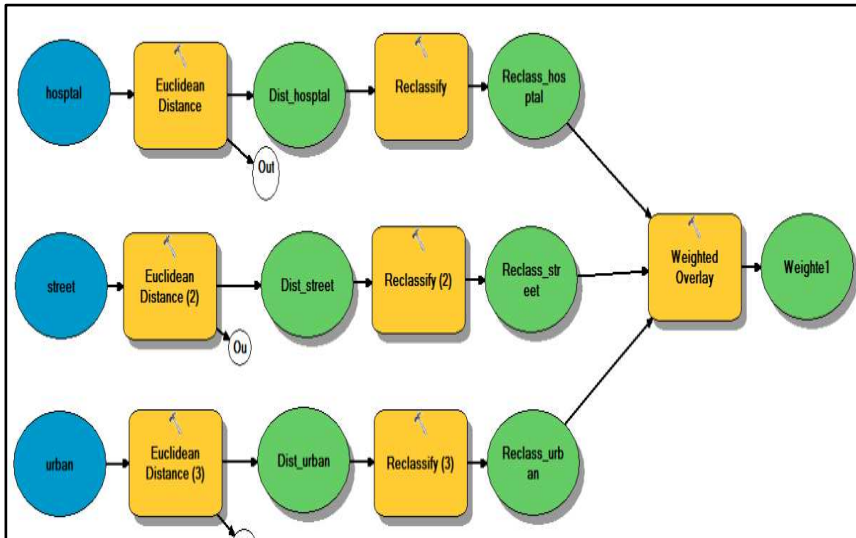 hosptal
Euclidean
Distance
Dist_hosptal
Reclassify
Reclass_hos
ptal
Out
street
Euclidean
Distance (2)
Dist_street
Reclassify (2)
Reclass_str
eet
Weighted
Overlay
Weighte1
Ou
urban
Euclidean
Distance (3)
Dist_urban
Reclassify (3)
Reclass_urb
an